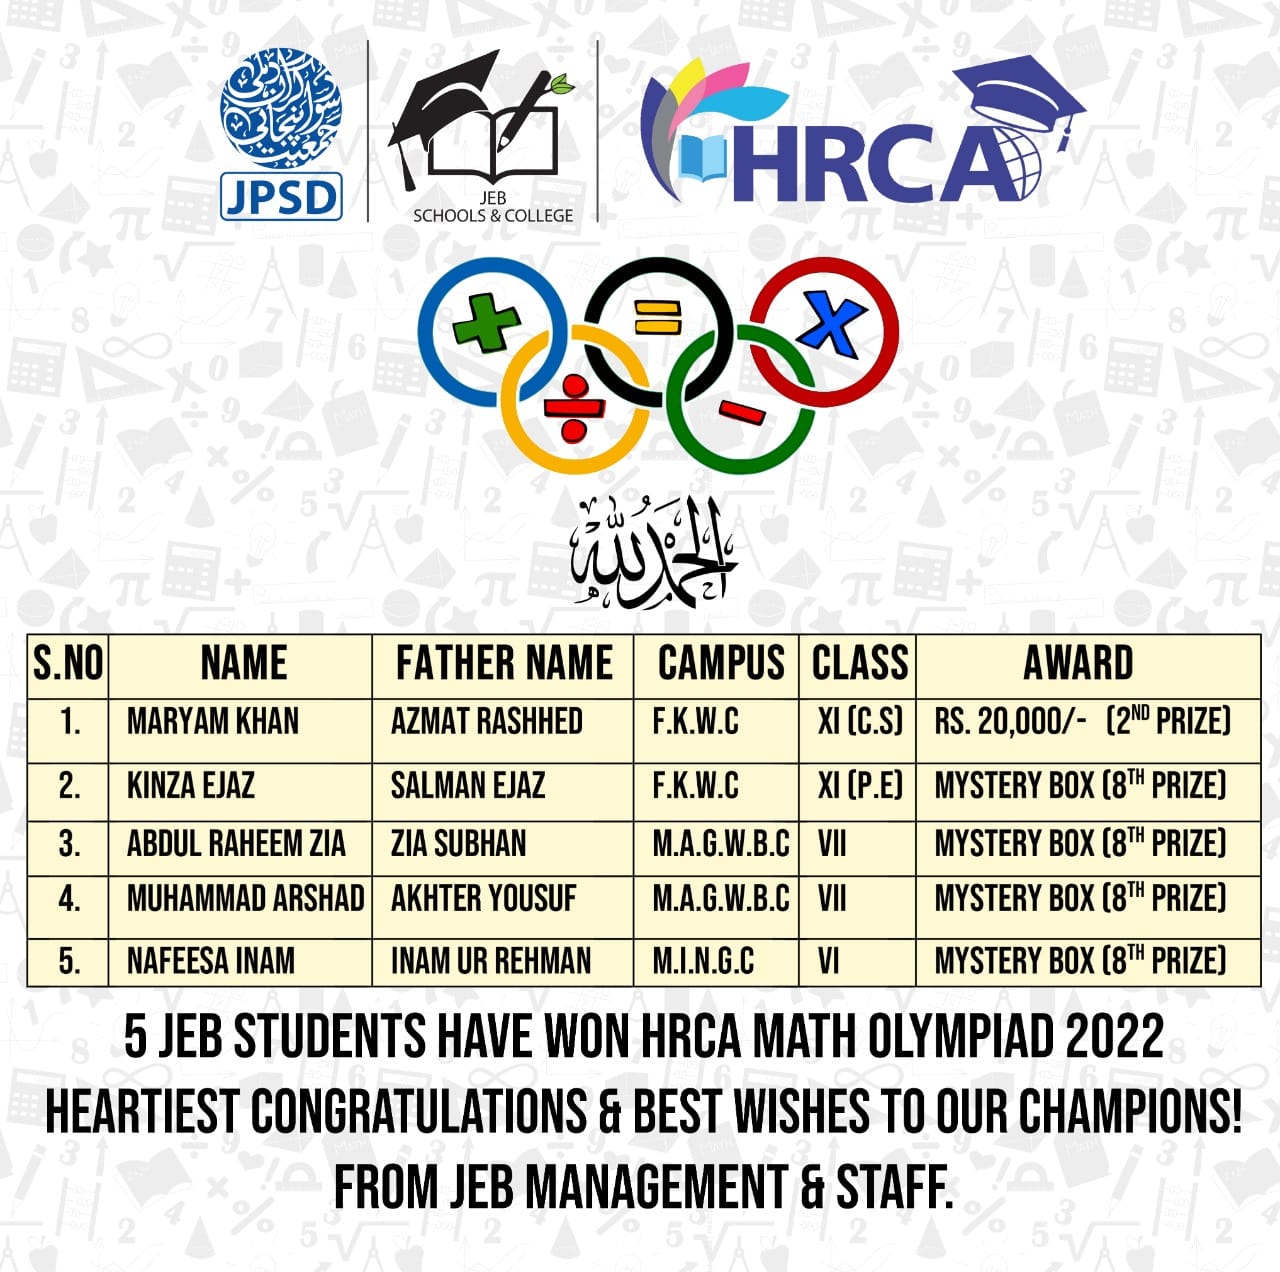 JPSD
JEB
SCHOOLS & COLLEGE
HRCA
الحمد لله
S.NO NAME FATHER NAME CAMPUS CLASS AWARD
1. MARYAM KHAN AZMAT RASHHED F.K.W.C XI (C.S) RS. 20,000/- (2ND PRIZE)
2. KINZA EJAZ SALMAN EJAZ F.K.W.C XI (P.E) MYSTERY BOX (8TH PRIZE)
3. ABDUL RAHEEM ZIA ZIA SUBHAN M.A.G.W.B.C VII MYSTERY BOX (8TH PRIZE)
4. MUHAMMAD ARSHAD AKHTER YOUSUF M.A.G.W.B.C VII MYSTERY BOX (8TH PRIZE)
5. NAFEESA INAM INAM UR REHMAN M.I.N.G.C VI MYSTERY BOX (8TH PRIZE)
5 JEB STUDENTS HAVE WON HRCA MATH OLYMPIAD 2022
HEARTIEST CONGRATULATIONS & BEST WISHES TO OUR CHAMPIONS!
FROM JEB MANAGEMENT & STAFF.